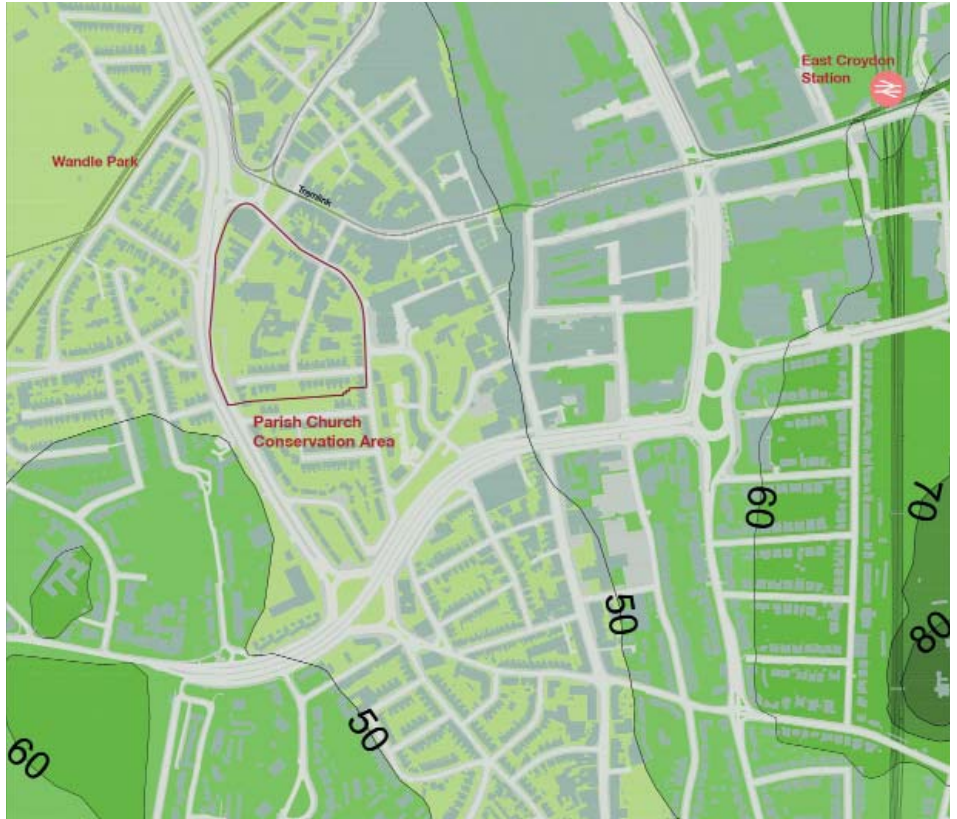 East Croydon
Station
Wandle Park
Tramlink
Parish Church
Conservation Area
70
60
50
80
50
60